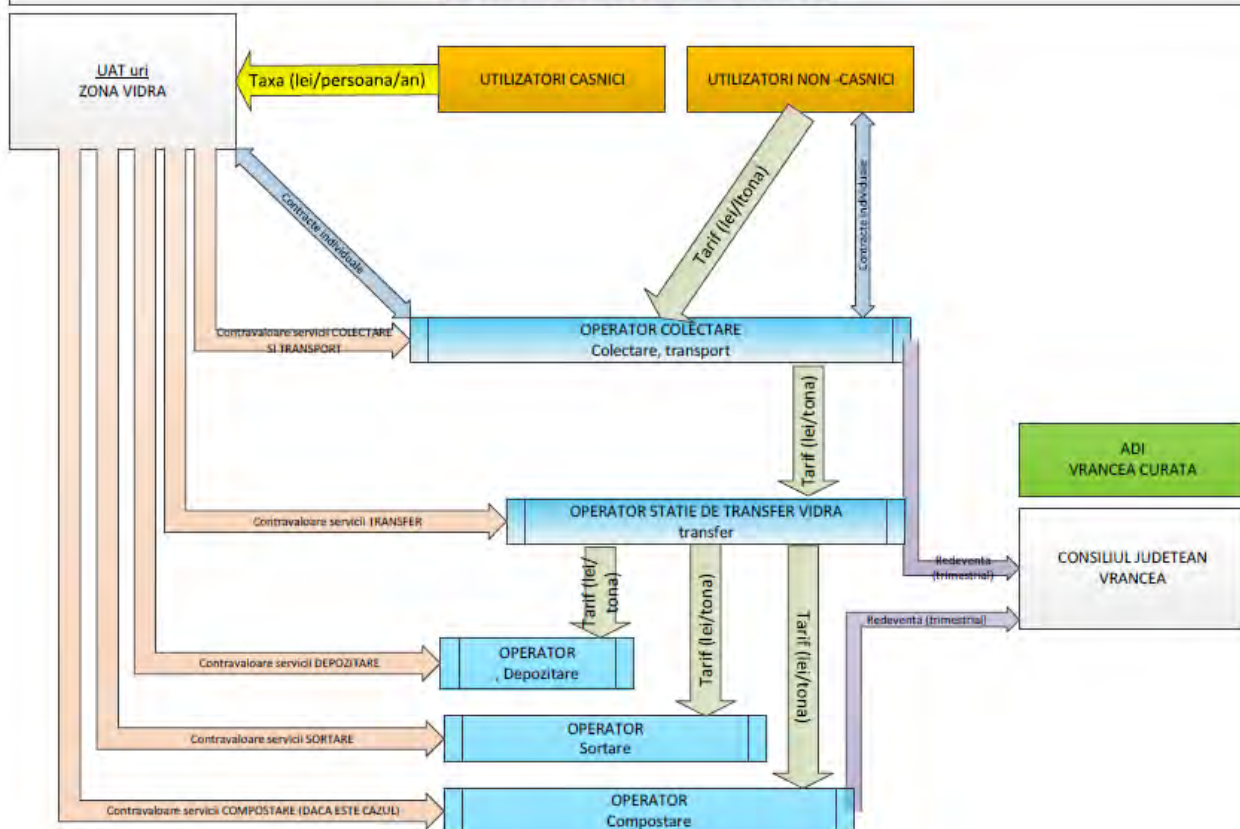 UAT uri
ZONA VIDRA
Taxa (lei/persoana/an)
UTILIZATORI CASNICI
UTILIZATORI NON -CASNICI
Contracte individuale
Tarif (lei/ltona)
Contracte individuale
Contravaloare servicii COLECTARE
SI TRANSPORT
OPERATOR COLECTARE
Colectare, transport
Tarif (lei/tona)
ADI
VRANCEA CURATA
Contravaloare servicii TRANSFER
OPERATOR STATIE DE TRANSFER VIDRA
transfer
CONSILIUL JUDETEAN
VRANCEA
Redeventa
(trimestrial)
Tarif (lei/
tona)
Tarif (lei/tona)
Tarif (lei/tona)
Redeventa (trimestrial)
Contravaloare servicii DEPOZITARE
OPERATOR
, Depozitare
Contravaloare servicii SORTARE
OPERATOR
Sortare
Contravaloare servicii COMPOSTARE (DACA ESTE CAZUL)
OPERATOR
Compostare